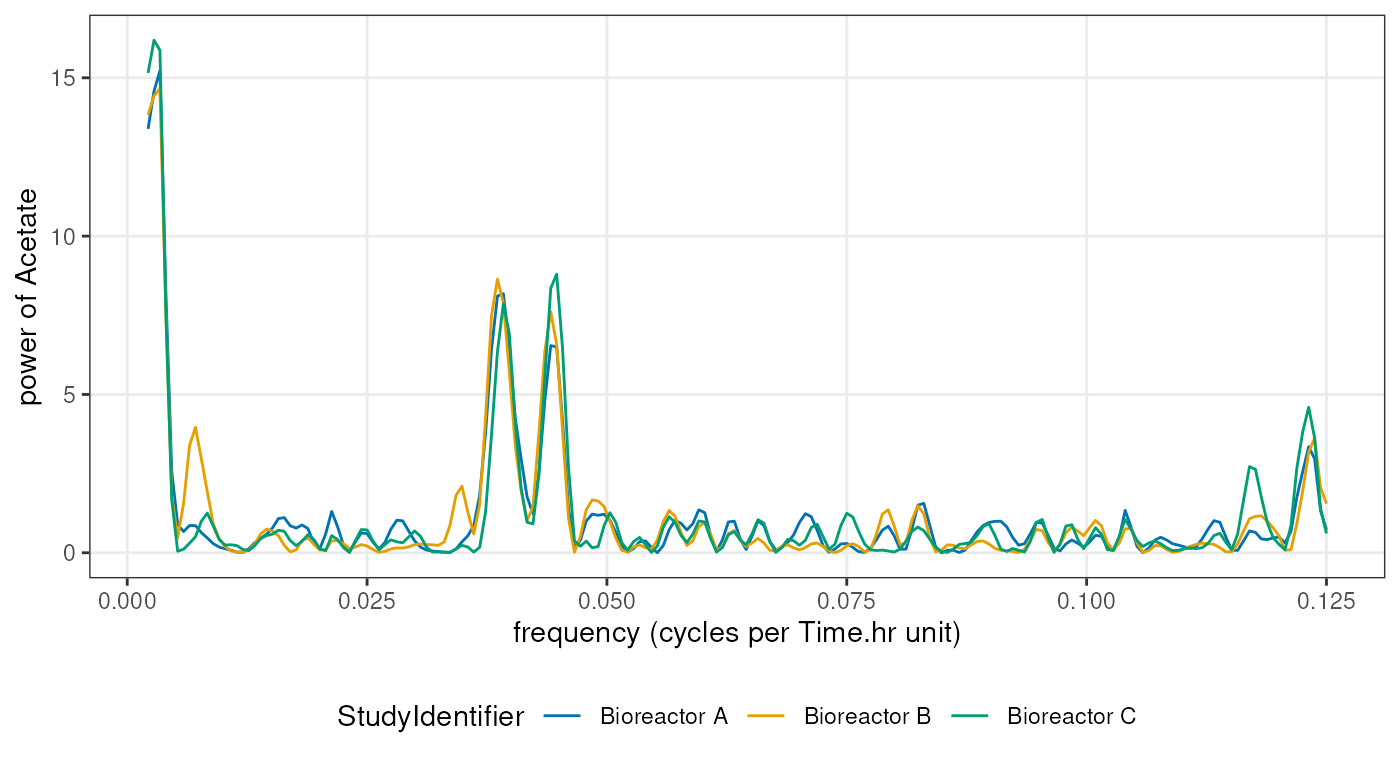 power of Acetate
15
10
5
0
0.000 0.025 0.050 0.075 0.100 0.125
frequency (cycles per Time.hr unit)
StudyIdentifier Bioreactor A Bioreactor B Bioreactor C